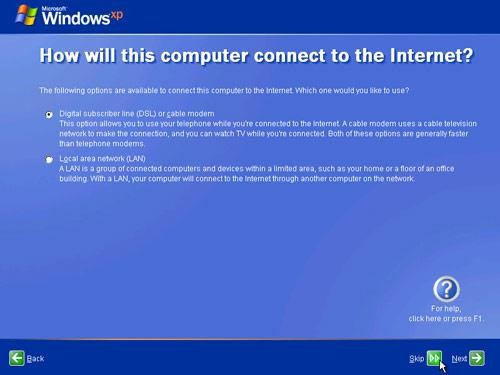 Microsoft
Windows xp
How will this computer connect to the Internet?
The following options are available to connect this computer to the Internet. Which one would you like to use?
Digital subscriber line (DSL) or cable modem
This option allows you to use your telephone while you're connected to the Internet. A cable modem uses a cable television
network to make the connection, and you can watch TV while you're connected. Both of these options are generally faster
than telephone modems.
Local area network (LAN)
A LAN is a group of connected computers and devices within a limited area, such as your home or a floor of an office
building. With a LAN, your computer will connect to the Internet through another computer on the network.
?
For help,
click here or press F1.
Back
Skip
Next